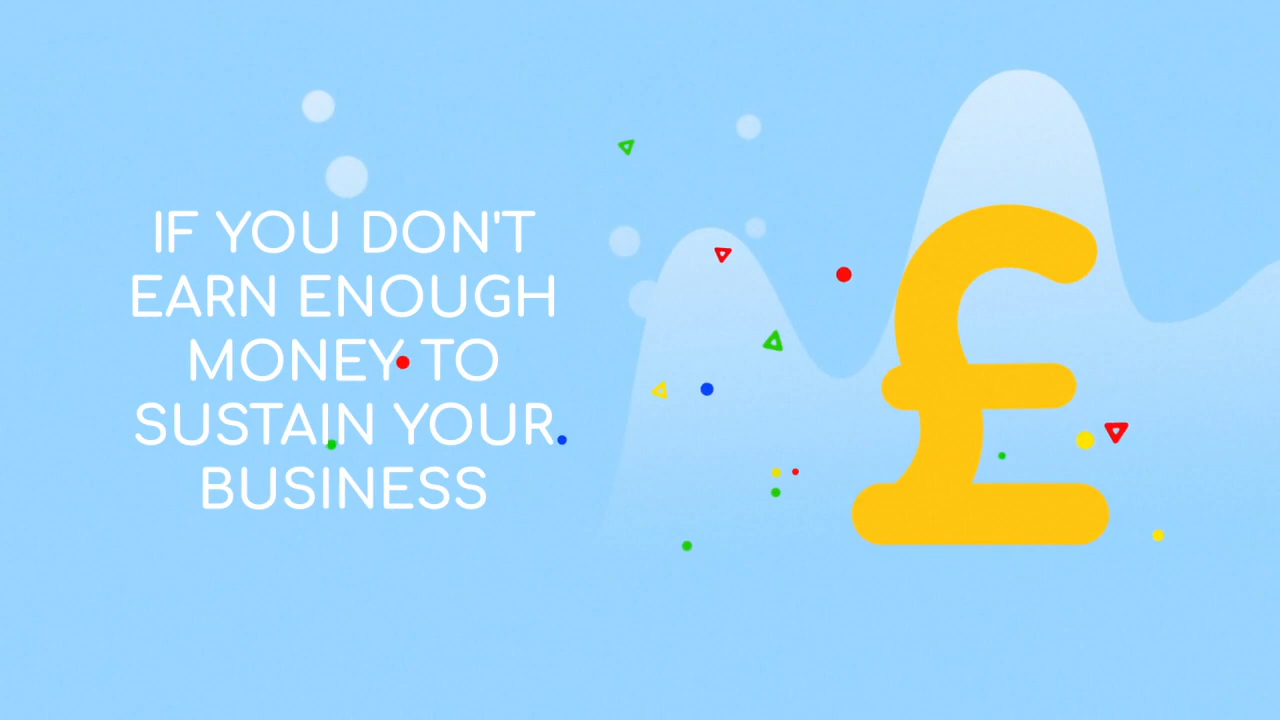 IF YOU DON'T
EARN ENOUGH
MONEY TO
SUSTAIN YOUR
BUSINESS
£